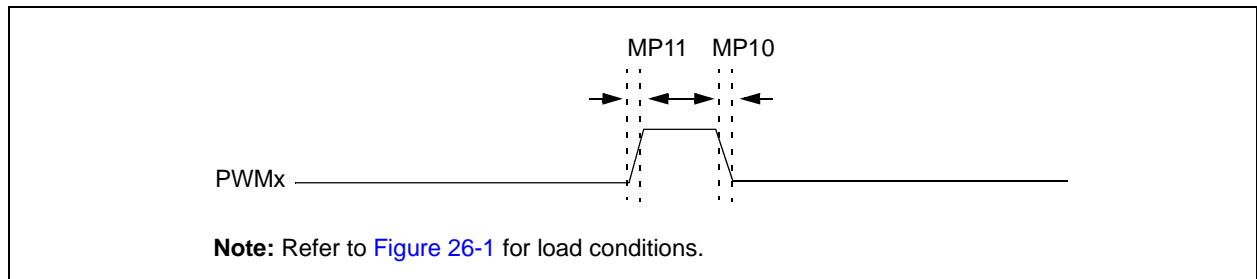 MP11 MP10
PWMx
Note: Refer to Figure 26-1 for load conditions.